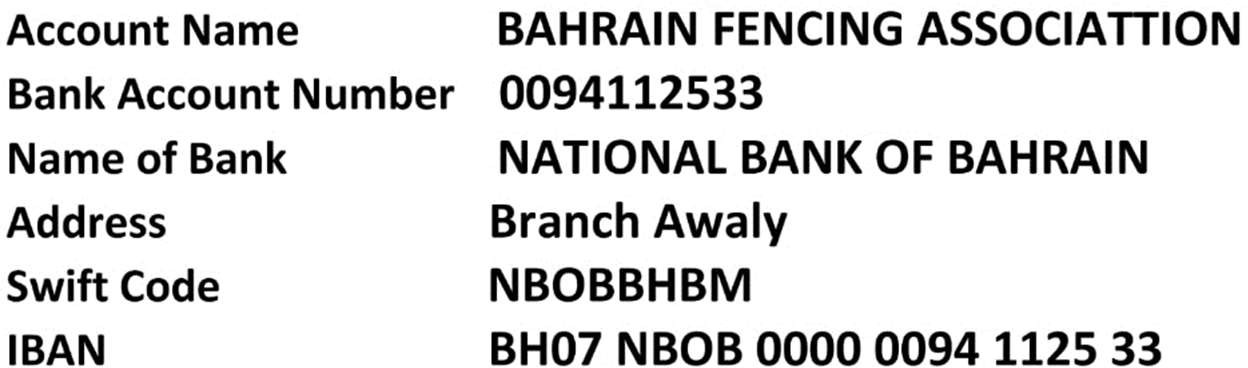 Account Name BAHRAIN FENCING ASSOCIATTION
Bank Account Number 0094112533
Name of Bank NATIONAL BANK OF BAHRAIN
Address Branch Awaly
Swift Code NBOBBHBM
IBAN BH07 NBOB 0000 0094 1125 33